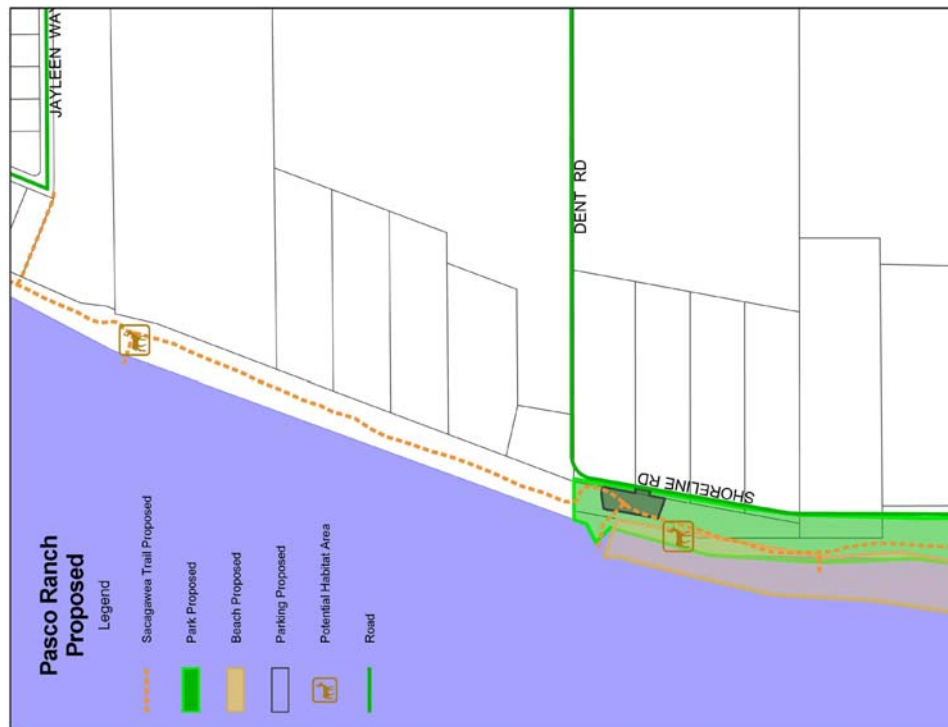 Pasco Ranch
Proposed
Legend
Sacagawea Trail Proposed
Park Proposed
Beach Proposed
Parking Proposed
Potential Habitat Area
Road
JAYLEEN WA
DENT RD
SHORELINE RD